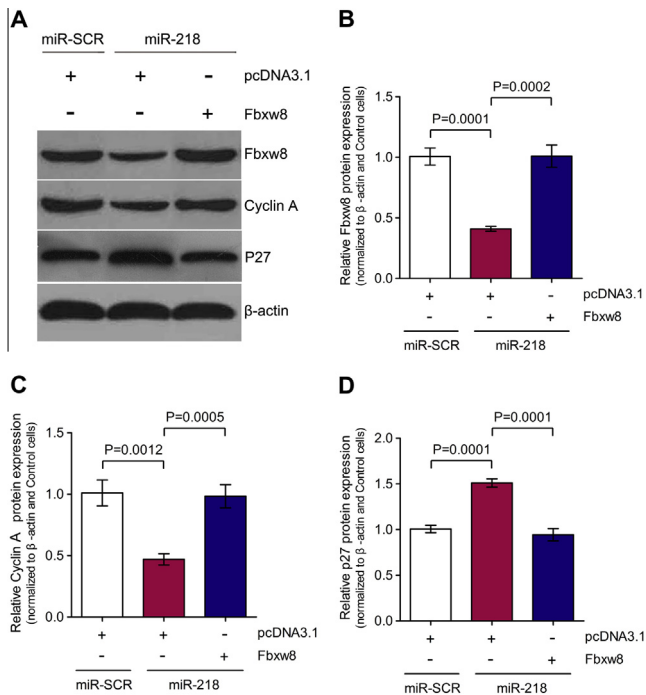 A
miR-SCR miR-218
+ + - pcDNA3.1
- - + Fbxw8
Fbxw8
Cyclin A
P27
β-actin
B
P=0.0002
P=0.0001
Relative Fbxw8 protein expression
(normalized to β -actin and Control cells)
1.5
1.0
0.5
0.0
+ + - pcDNA3.1
- - + Fbxw8
miR-SCR miR-218
C
P=0.0005
P=0.0012
Relative Cyclin A protein expression
(normalized to β -actin and Control cells)
1.5
1.0
0.5
0.0
+ + - pcDNA3.1
- - + Fbxw8
miR-SCR miR-218
D
P=0.0001
P=0.0001
Relative p27 protein expression
(normalized to β -actin and Control cells)
2.0
1.5
1.0
0.5
0.0
+ + - pcDNA3.1
- - + Fbxw8
miR-SCR miR-218